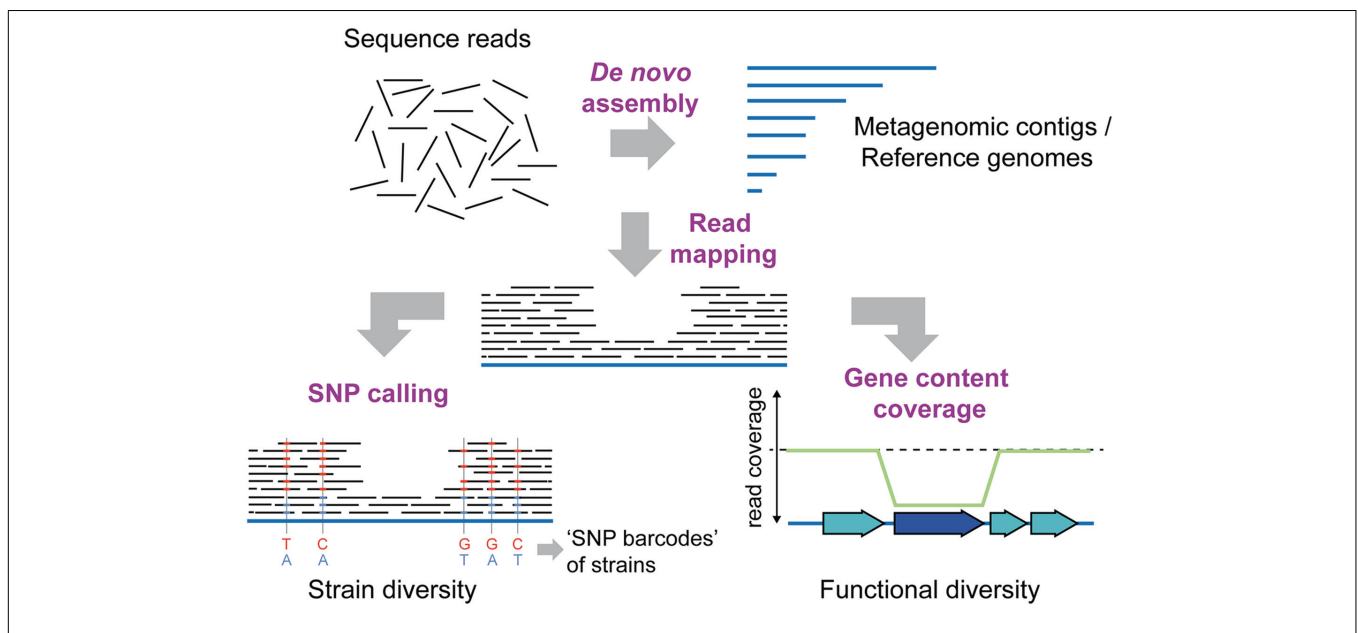 Sequence reads
De novo
assembly
Metagenomic contigs /
Reference genomes
Read
mapping
SNP calling
Gene content
coverage
read coverage
T C G G C
A A T A T
'SNP barcodes'
of strains
Strain diversity
Functional diversity